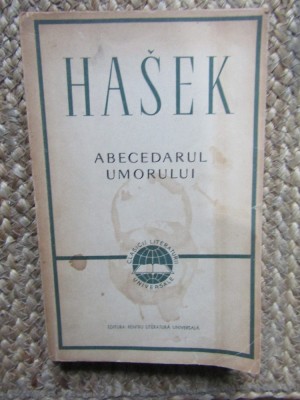 HAŠEK
ABECEDARUL
UMORULUI
CLASICII LITERATURII
UNIVERSALE
EDITURA PENTRU LITERATURĂ UNIVERSALĂ